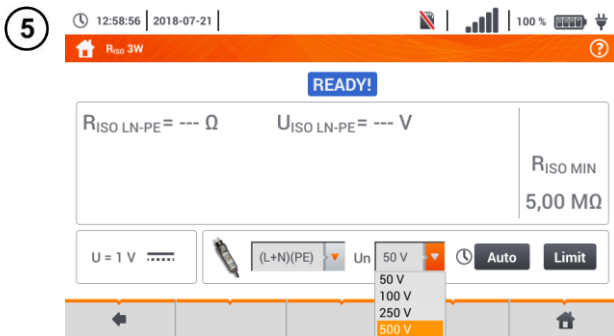 5
12:58:56 2018-07-21 100 %
RISO 3W ?
READY!
RISO LN-PE= --- Ω UISO LN-PE= --- V
RISO MIN
5,00 MΩ
U = 1 V (L+N)(PE) Un 50 V Auto Limit
50 V
100 V
250 V
500 V